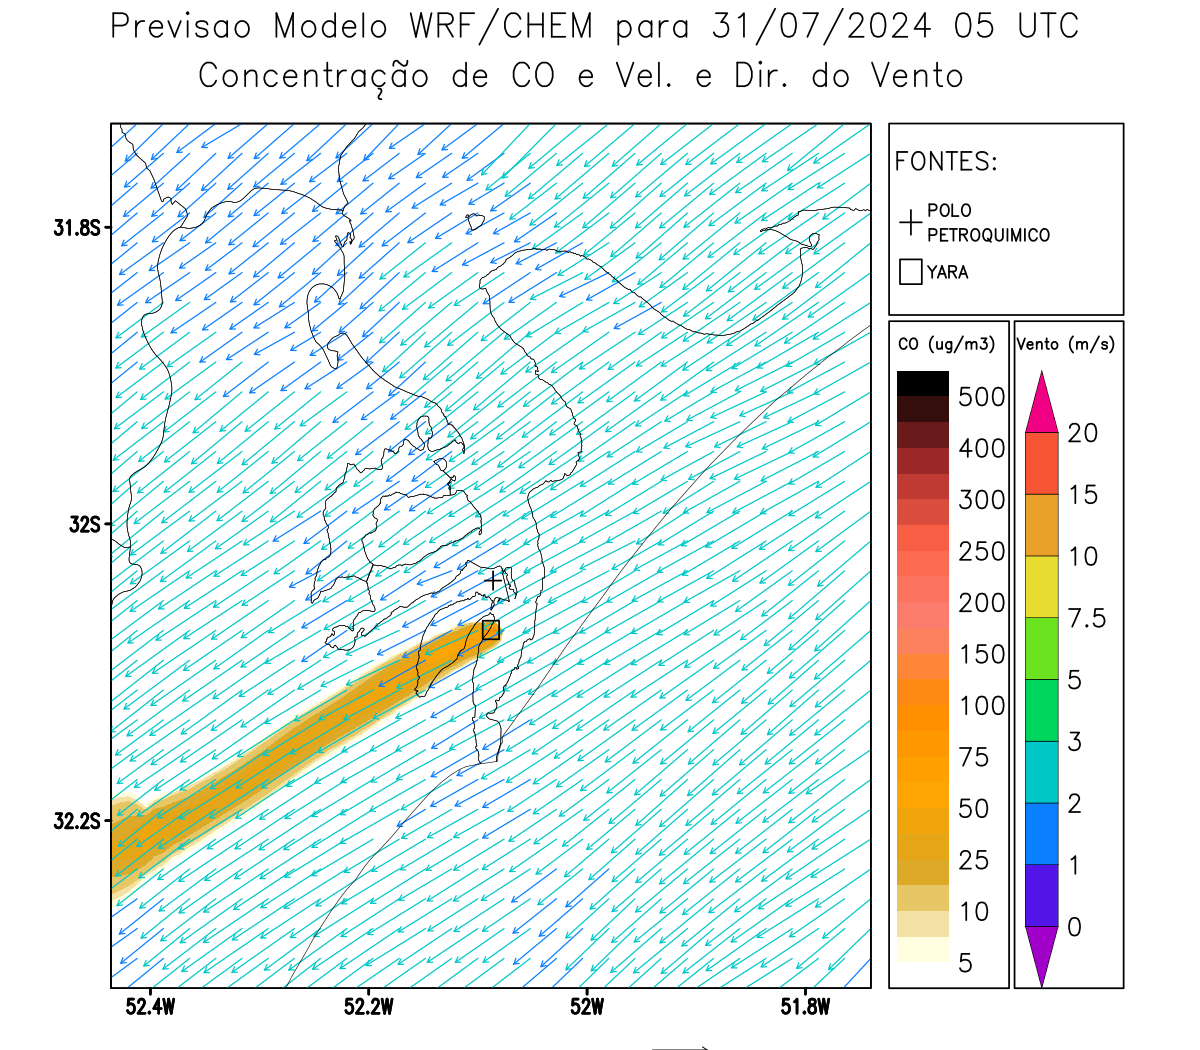 Previsao Modelo WRF/CHEM para 31/07/2024 05 UTC
Concentração de CO e Vel. e Dir. do Vento
FONTES:
POLO
PETROQUIMICO
YARA
31.8S
32S
32.2S
52.4W
52.2W
52W
51.8W
CO (ug/m3)
500
400
300
250
200
150
100
75
50
25
10
5
Vento (m/s)
20
15
10
7.5
5
3
2
1
0